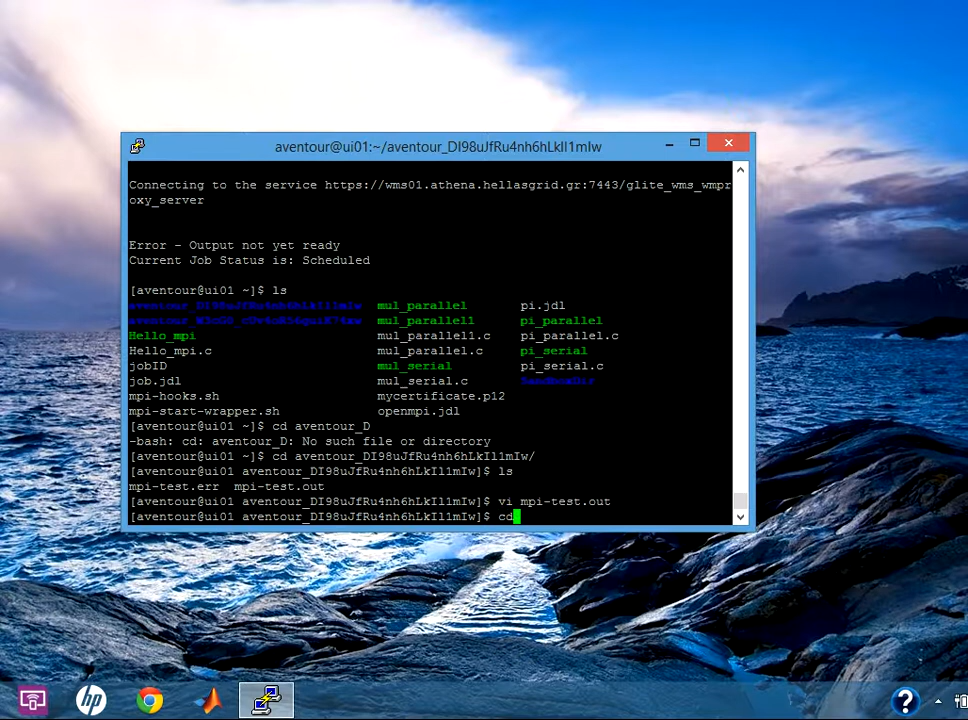 aventour@ui01:~/aventour_DI98uJfRu4nh6hLkIl1mIw
Connecting to the service https://wms01.athena.hellasgrid.gr:7443/glite_wms_wmpr
oxy_server
Error - Output not yet ready
Current Job Status is: Scheduled
[aventour@ui01 ~]$ ls
aventour_DI98uJfRu4nh6hLkIl1mIw mul_parallel pi.jdl
mul_parallel1 pi_parallel
Hello_mpi mul_parallel1.c pi_parallel.c
Hello_mpi.c mul_parallel.c pi_serial
jobID mul_serial pi_serial.c
job.jdl mul_serial.c
mpi-hooks.sh mycertificate.p12
mpi-start-wrapper.sh openmpi.jdl
[aventour@ui01 ~]$ cd aventour_D
-bash: cd: aventour_D: No such file or directory
[aventour@ui01 ~]$ cd aventour_DI98uJfRu4nh6hLkIl1mIw/
[aventour@ui01 aventour_DI98uJfRu4nh6hLkIl1mIw]$ ls
mpi-test.err mpi-test.out
[aventour@ui01 aventour_DI98uJfRu4nh6hLkIl1mIw]$ vi mpi-test.out
[aventour@ui01 aventour_DI98uJfRu4nh6hLkIl1mIw]$ cd
hp
?